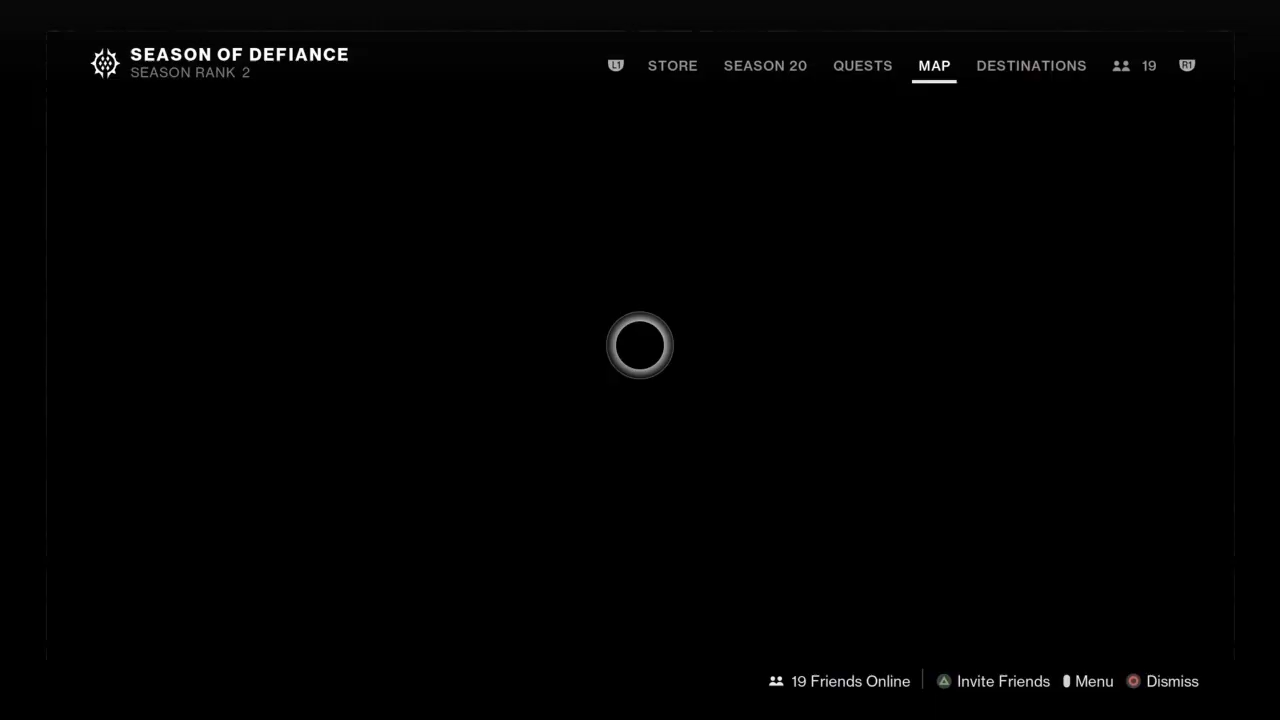 SEASON OF DEFIANCE
SEASON RANK 2
L1 STORE SEASON 20 QUESTS MAP DESTINATIONS 19 R1
19 Friends Online Invite Friends Menu Dismiss